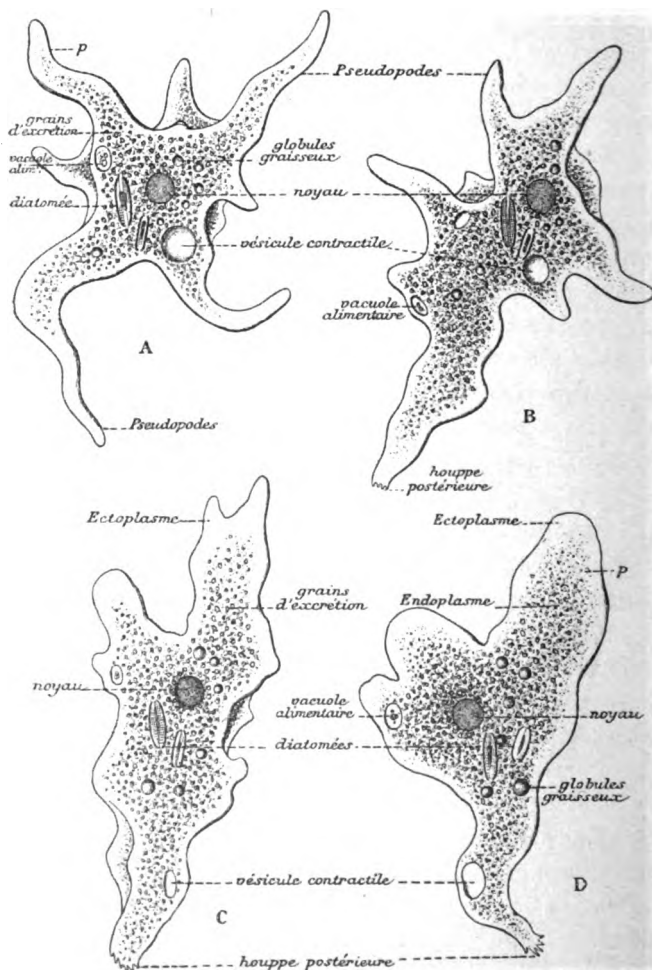 p
Pseudopodes
grains
d'excrétion
globules
graisseux
vacuole
alim.
noyau
diatomée
vésicule contractile
vacuole
alimentaire
A
B
Pseudopodes
houppe
postérieure
Ectoplasme
Ectoplasme
p
grains
d'excrétion
Endoplasme
noyau
vacuole
alimentaire
noyau
diatomées
globules
graisseux
vésicule contractile
D
C
houppe postérieure